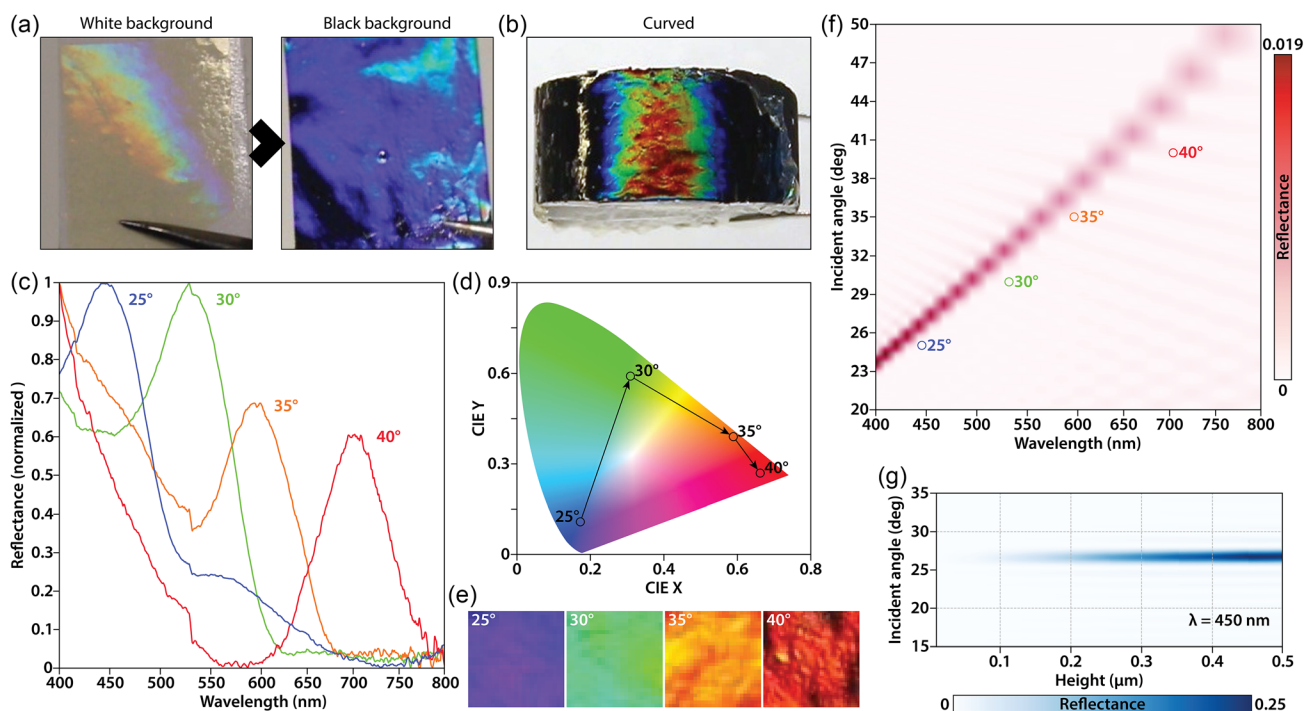 (a)
White background
Black background
(b)
Curved
(c)
Reflectance (normalized)
1
0.9
0.8
0.7
0.6
0.5
0.4
0.3
0.2
0.1
0
25°
30°
35°
40°
400 450 500 550 600 650 700 750 800
Wavelength (nm)
(d)
CIE Y
0.9
0.6
0.3
0
30°
35°
40°
25°
0 0.2 0.4 0.6 0.8
CIE X
(e)
25° 30° 35° 40°
(f)
Incident angle (deg)
50
47
44
41
38
35
32
29
26
23
20
40°
35°
30°
25°
400 450 500 550 600 650 700 750 800
Wavelength (nm)
0.019
Reflectance
0
(g)
Incident angle (deg)
35
30
25
20
15
λ = 450 nm
0.1 0.2 0.3 0.4 0.5
Height (μm)
0 Reflectance 0.25